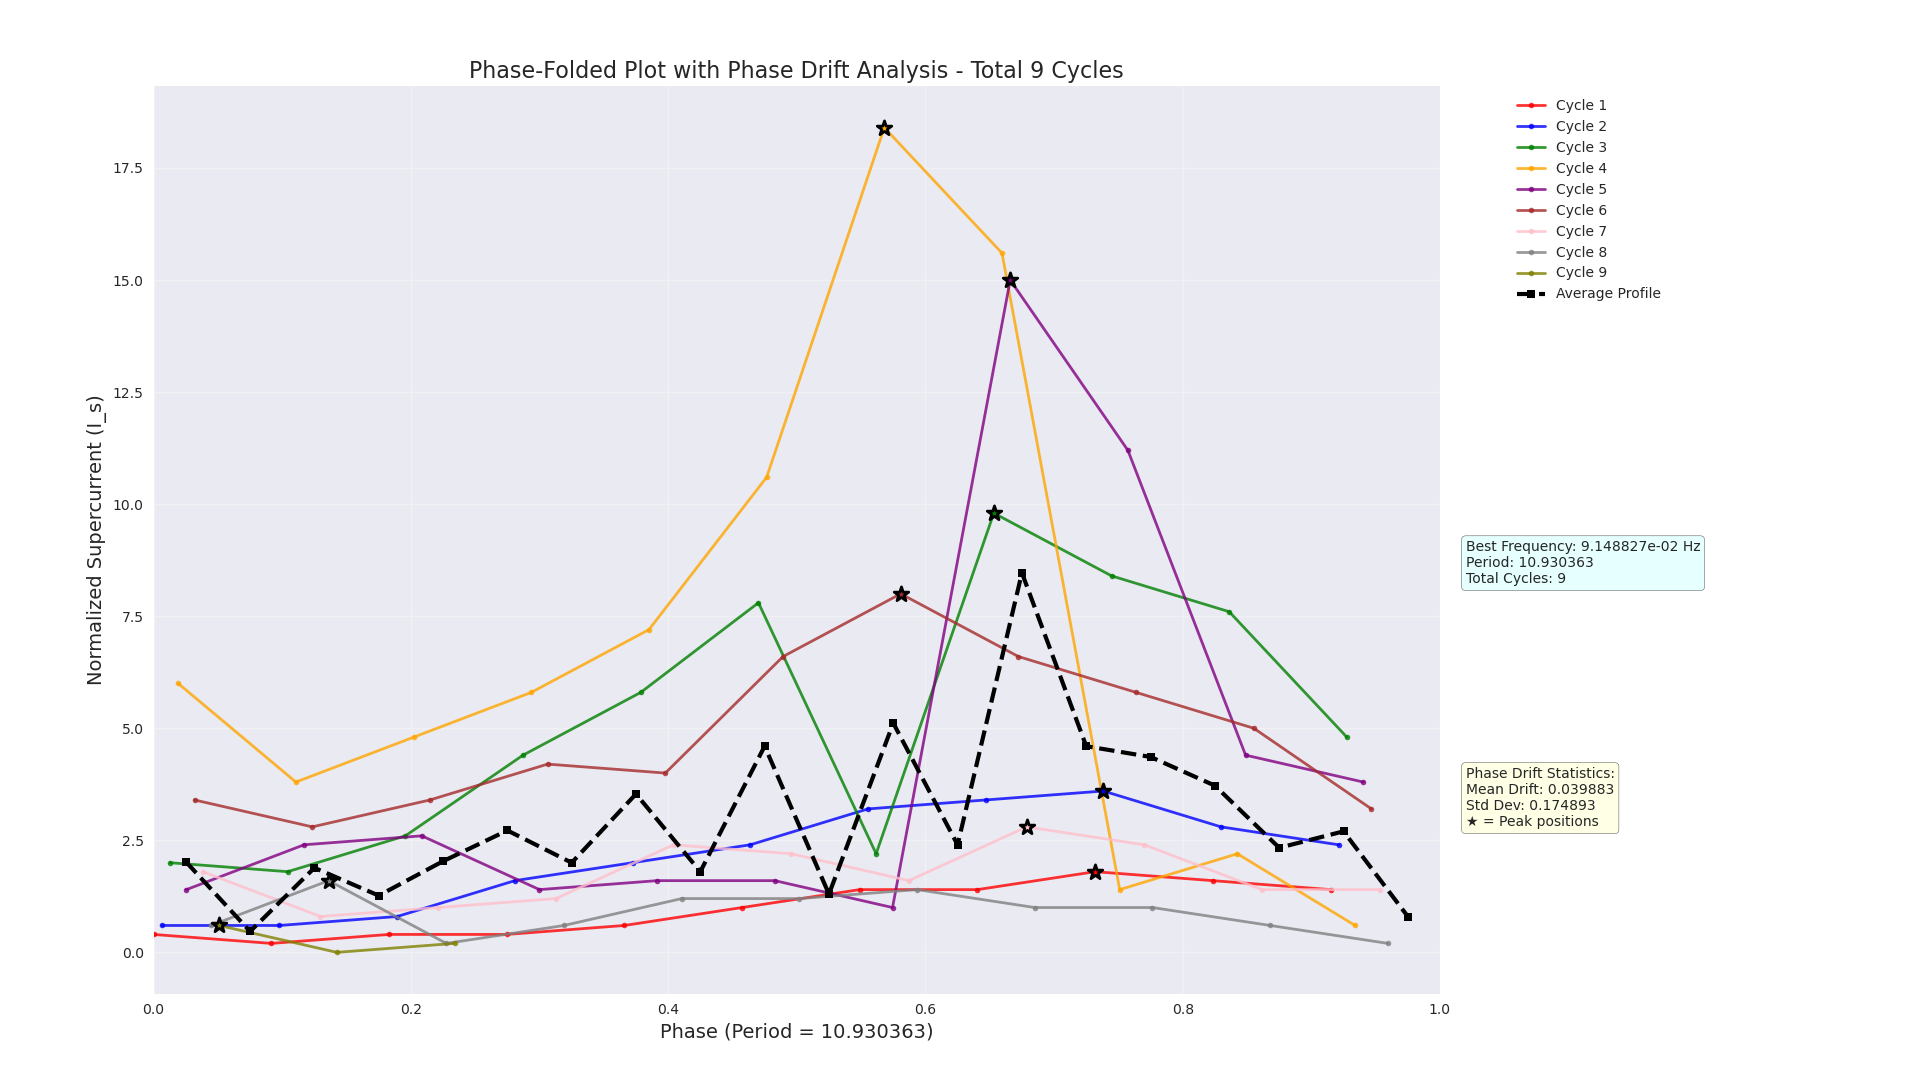 Phase-Folded Plot with Phase Drift Analysis - Total 9 Cycles
Normalized Supercurrent (I_s)
17.5
15.0
12.5
10.0
7.5
5.0
2.5
0.0
0.0 0.2 0.4 0.6 0.8 1.0
Phase (Period = 10.930363)
Cycle 1
Cycle 2
Cycle 3
Cycle 4
Cycle 5
Cycle 6
Cycle 7
Cycle 8
Cycle 9
Average Profile
Best Frequency: 9.148827e-02 Hz
Period: 10.930363
Total Cycles: 9
Phase Drift Statistics:
Mean Drift: 0.039883
Std Dev: 0.174893
★ = Peak positions